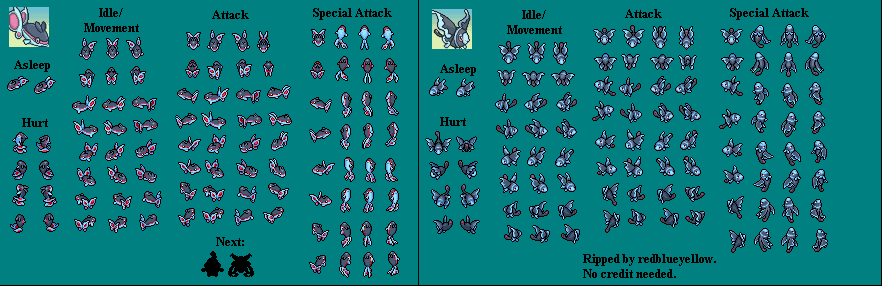 Idle/
Movement
Attack
Special Attack
Asleep
Hurt
Next:
Idle/
Movement
Attack
Special Attack
Asleep
Hurt
Ripped by redblueyellow.
No credit needed.